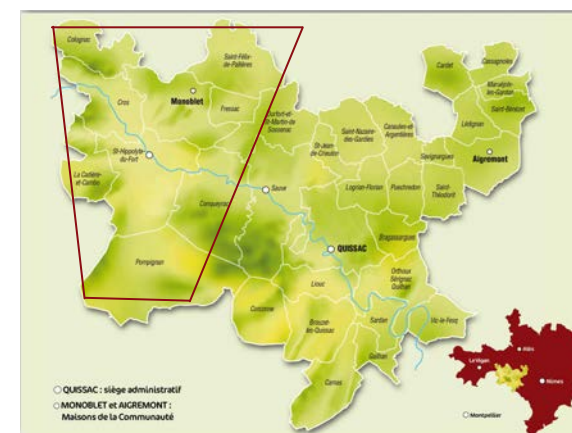 Colognac
Saint-Félix-
de-Pallières
Cros
Monoblet
Fressac
Durfort-et-
St-Martin-de-
Sossenac
St-Hippolyte-
du-Fort
La Cadière-
et-Cambo
Conqueyrac
Pompignan
Sauve
St-Jean-
de-Crieulon
Saint-Nazaire-
des-Gardies
Canaules-et-
Argentières
Logrian-Florian
Puechredon
Savignargues
Saint-
Théodorit
Bragassargues
QUISSAC
Orthoux
Sérignac
Quilhan
Liouc
Corconne
Brouzet-
les-Quissac
Sardan
Gailhan
Carnas
Vic-le-Fesq
Cardet
Cassagnoles
Maruéjols-
les-Gardon
Saint-Bénézet
Lédignan
Aigremont
Alès
Le Vigan
Nîmes
Montpellier
QUISSAC : siège administratif
MONOBLET et AIGREMONT :
Maisons de la Communauté